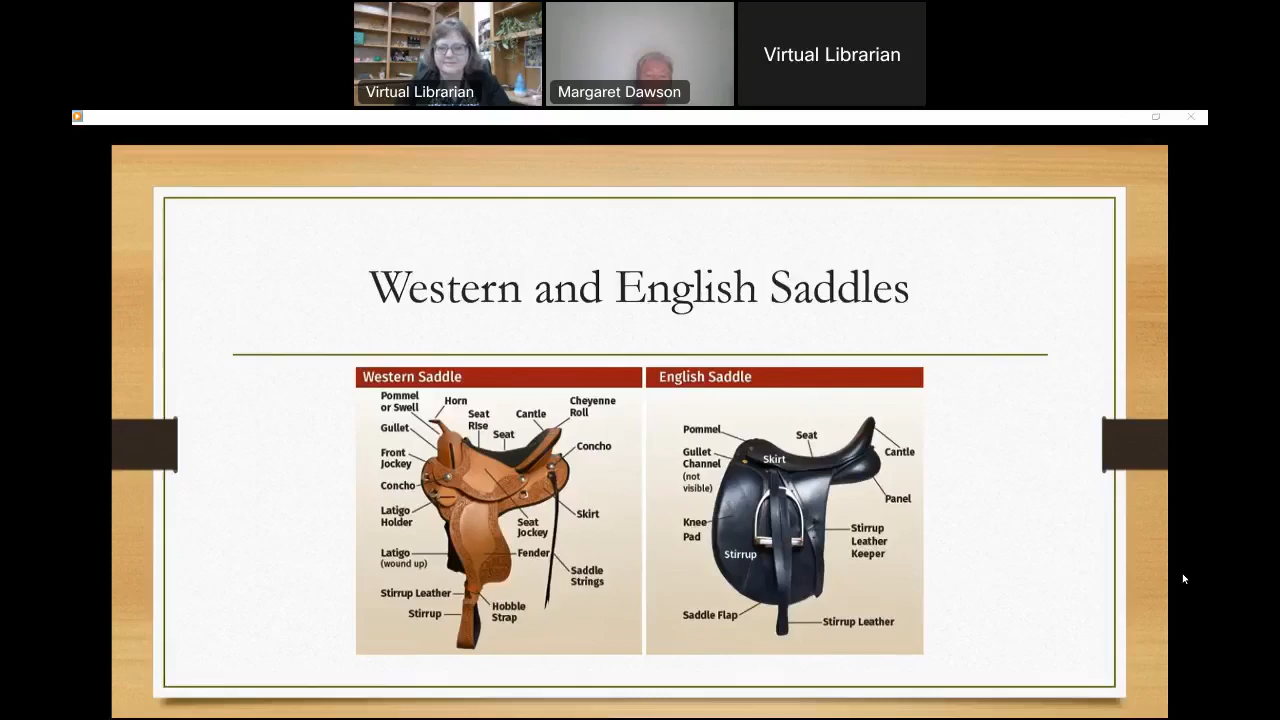 Virtual Librarian
Margaret Dawson
Virtual Librarian
Western and English Saddles
Western Saddle
Pommel
or Swell
Horn
Seat
Rise
Cantle
Cheyenne
Roll
Gullet
Seat
Concho
Front
Jockey
Concho
Latigo
Holder
Skirt
Seat
Jockey
Latigo
(wound up)
Fender
Saddle
Strings
Stirrup Leather
Stirrup
Hobble
Strap
English Saddle
Pommel
Seat
Gullet
Channel
(not
visible)
Skirt
Cantle
Panel
Knee
Pad
Stirrup
Stirrup
Leather
Keeper
Saddle Flap
Stirrup Leather